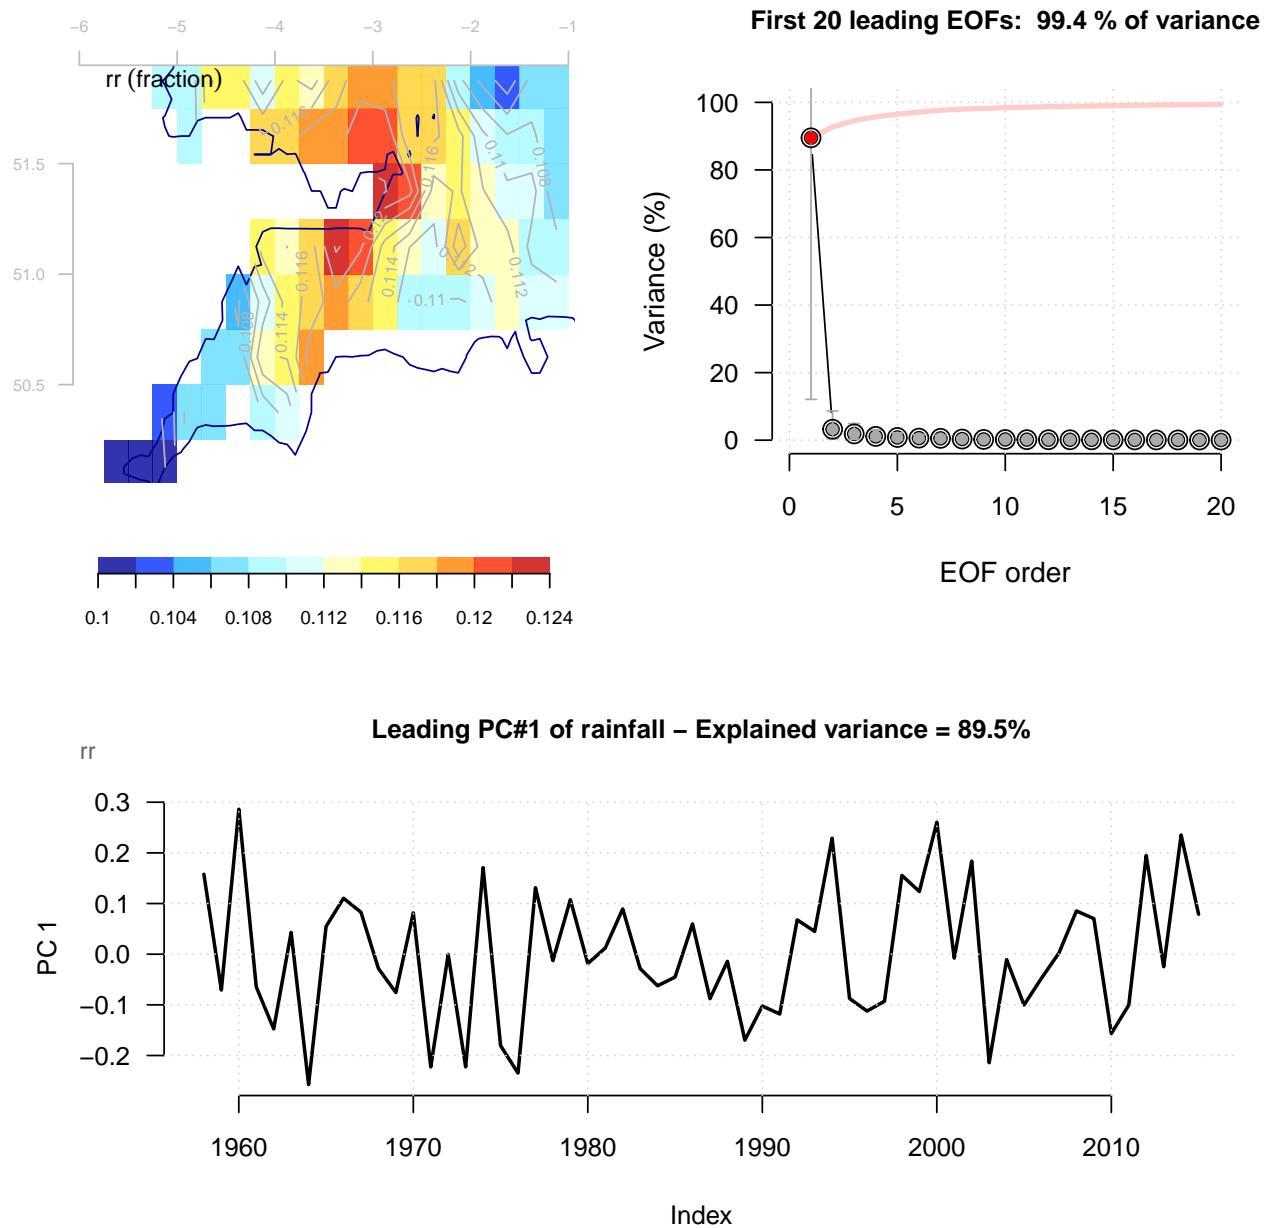 −6 −5 −4 −3 −2 −1
rr (fraction)
51.5
51.0
50.5
0.116
0.116
0.11
0.108
0.12
0.116
0.114
0.112
0.112
0.11
0.108
0.114
0.1 0.104 0.108 0.112 0.116 0.12 0.124
First 20 leading EOFs: 99.4 % of variance
Variance (%)
100
80
60
40
20
0
0 5 10 15 20
EOF order
Leading PC#1 of rainfall − Explained variance = 89.5%
rr
PC 1
0.3
0.2
0.1
0.0
−0.1
−0.2
1960 1970 1980 1990 2000 2010
Index